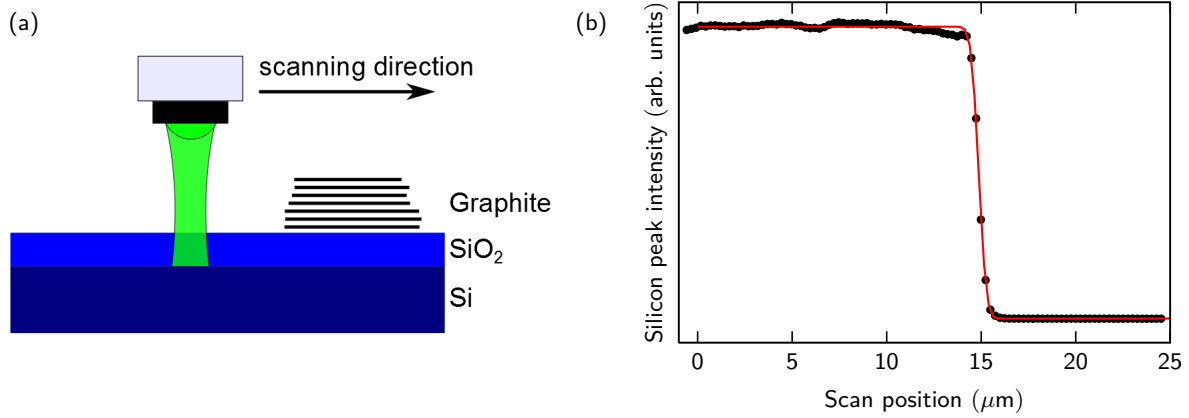 (a)
scanning direction
Graphite
SiO₂
Si
(b)
Silicon peak intensity (arb. units)
0 5 10 15 20 25
Scan position (μm)